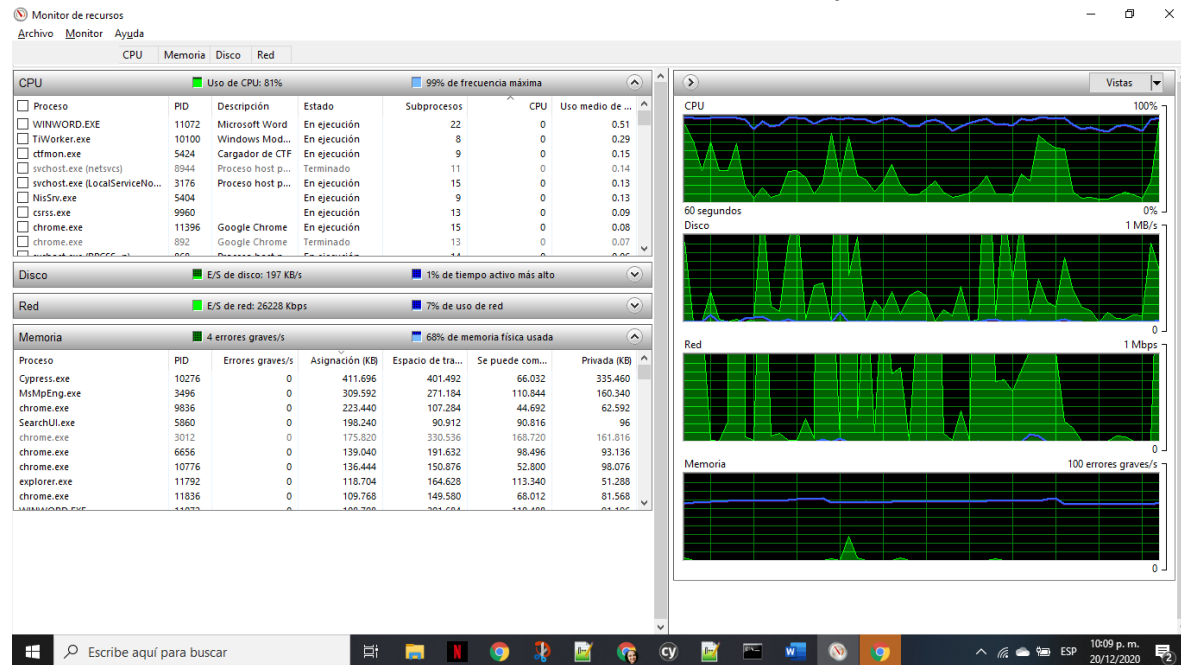 Monitor de recursos
Archivo Monitor Ayuda
CPU Memoria Disco Red
CPU Uso de CPU: 81% 99% de frecuencia máxima
Proceso PID Descripción Estado Subprocesos CPU Uso medio de ...
WINWORD.EXE 11072 Microsoft Word En ejecución 22 0 0.51
TiWorker.exe 10100 Windows Mod... En ejecución 8 0 0.29
ctfmon.exe 5424 Cargador de CTF En ejecución 9 0 0.15
svchost.exe (netsvcs) 8944 Proceso host p... Terminado 11 0 0.14
svchost.exe (LocalServiceNo... 3176 Proceso host p... En ejecución 15 0 0.13
NisSrv.exe 5404 En ejecución 9 0 0.13
csrss.exe 9960 En ejecución 13 0 0.09
chrome.exe 11396 Google Chrome En ejecución 15 0 0.08
chrome.exe 892 Google Chrome Terminado 13 0 0.07
Disco E/S de disco: 197 KB/s 1% de tiempo activo más alto
Red E/S de red: 26228 Kbps 7% de uso de red
Memoria 4 errores graves/s 68% de memoria física usada
Proceso PID Errores graves/s Asignación (KB) Espacio de tra... Se puede com... Privada (KB)
Cypress.exe 10276 0 411.696 401.492 66.032 335.460
MsMpEng.exe 3496 0 309.592 271.184 110.844 160.340
chrome.exe 9836 0 223.440 107.284 44.692 62.592
SearchUI.exe 5860 0 198.240 90.912 90.816 96
chrome.exe 3012 0 175.820 330.536 168.720 161.816
chrome.exe 6656 0 139.040 191.632 98.496 93.136
chrome.exe 10776 0 136.444 150.876 52.800 98.076
explorer.exe 11792 0 118.704 164.628 113.340 51.288
chrome.exe 11836 0 109.768 149.580 68.012 81.568
Vistas
CPU 100%
60 segundos 0%
Disco 1 MB/s
0
Red 1 Mbps
0
Memoria 100 errores graves/s
0
Escribe aquí para buscar
N
cy
W
ESP
10:09 p. m.
20/12/2020
2